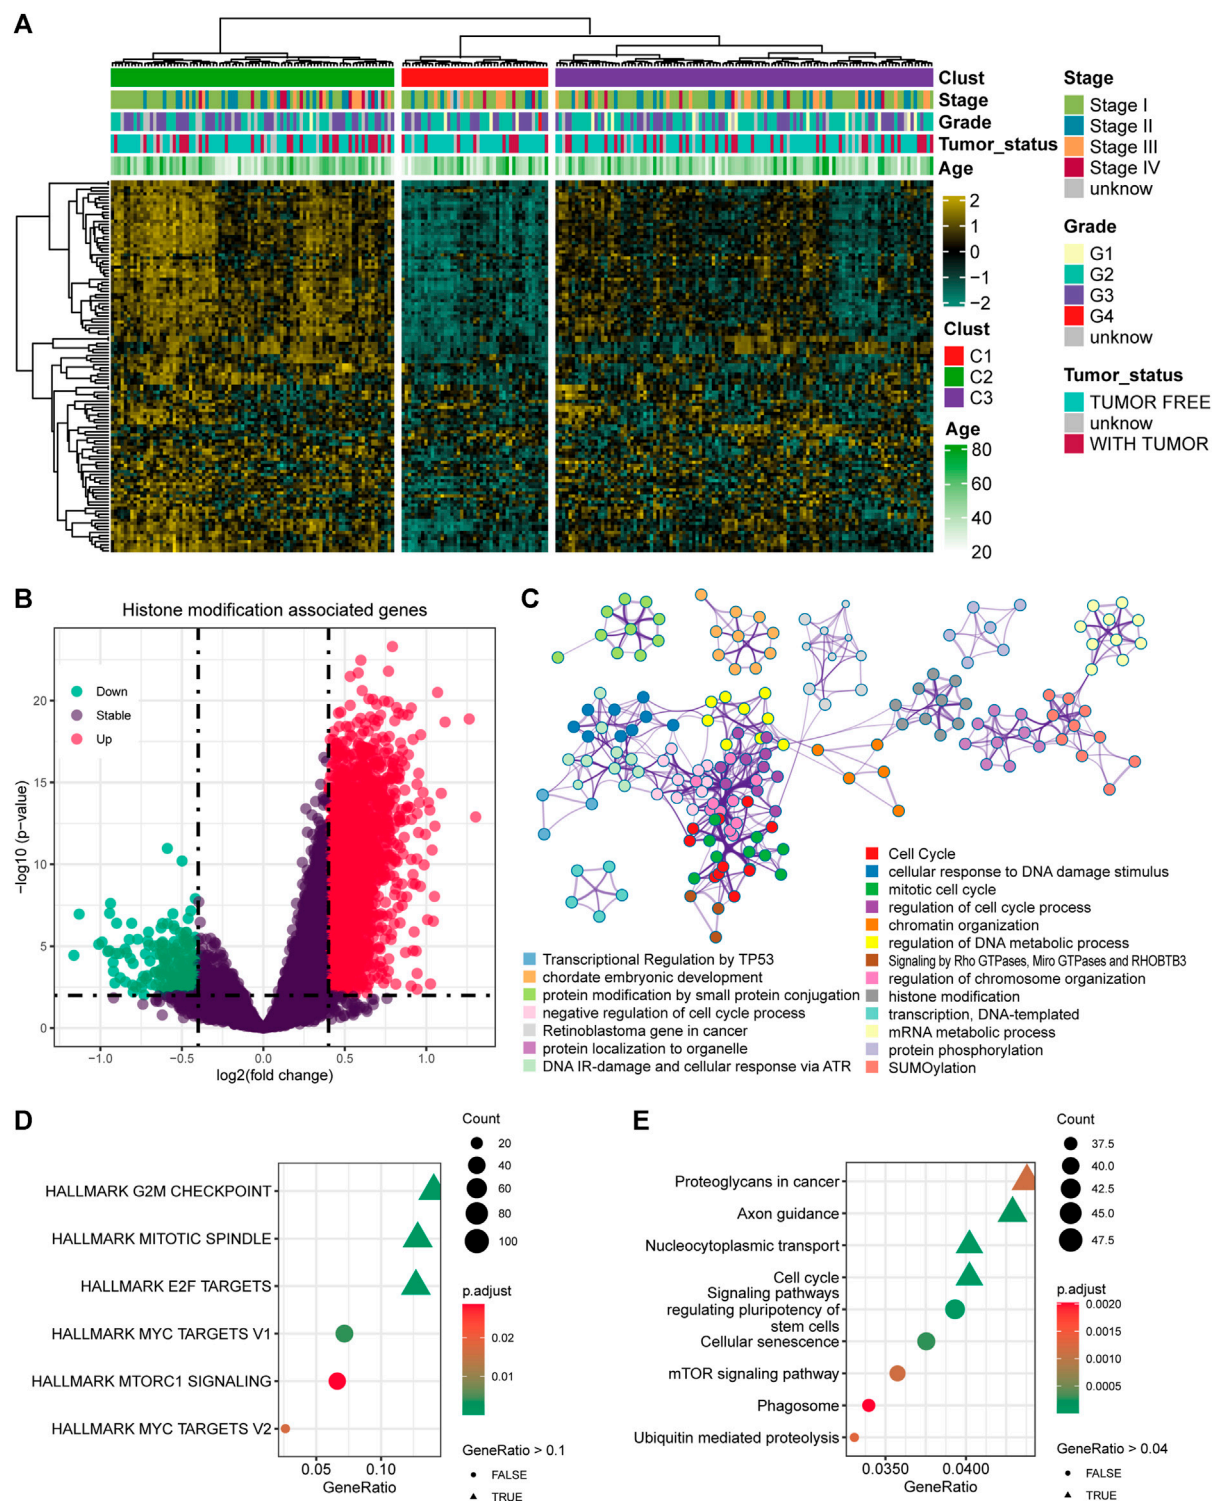 A
Clust
Stage
Grade
Tumor_status
Age
2
1
0
−1
−2
Clust
C1
C2
C3
Age
80
60
40
20
Stage
Stage I
Stage II
Stage III
Stage IV
unknow
Grade
G1
G2
G3
G4
unknow
Tumor_status
TUMOR FREE
unknow
WITH TUMOR
B
Histone modification associated genes
Down
Stable
Up
−log10 (p−value)
20
15
10
5
0
−1.0
−0.5
0.0
0.5
1.0
log2(fold change)
C
Transcriptional Regulation by TP53
chordate embryonic development
protein modification by small protein conjugation
negative regulation of cell cycle process
Retinoblastoma gene in cancer
protein localization to organelle
DNA IR-damage and cellular response via ATR
Cell Cycle
cellular response to DNA damage stimulus
mitotic cell cycle
regulation of cell cycle process
chromatin organization
regulation of DNA metabolic process
Signaling by Rho GTPases, Miro GTPases and RHOBTB3
regulation of chromosome organization
histone modification
transcription, DNA-templated
mRNA metabolic process
protein phosphorylation
SUMOylation
D
HALLMARK G2M CHECKPOINT
HALLMARK MITOTIC SPINDLE
HALLMARK E2F TARGETS
HALLMARK MYC TARGETS V1
HALLMARK MTORC1 SIGNALING
HALLMARK MYC TARGETS V2
0.05
0.10
GeneRatio
Count
20
40
60
80
100
p.adjust
0.02
0.01
GeneRatio > 0.1
FALSE
TRUE
E
Proteoglycans in cancer
Axon guidance
Nucleocytoplasmic transport
Cell cycle
Signaling pathways
regulating pluripotency of
stem cells
Cellular senescence
mTOR signaling pathway
Phagosome
Ubiquitin mediated proteolysis
0.0350
0.0400
GeneRatio
Count
37.5
40.0
42.5
45.0
47.5
p.adjust
0.0020
0.0015
0.0010
0.0005
GeneRatio > 0.04
FALSE
TRUE